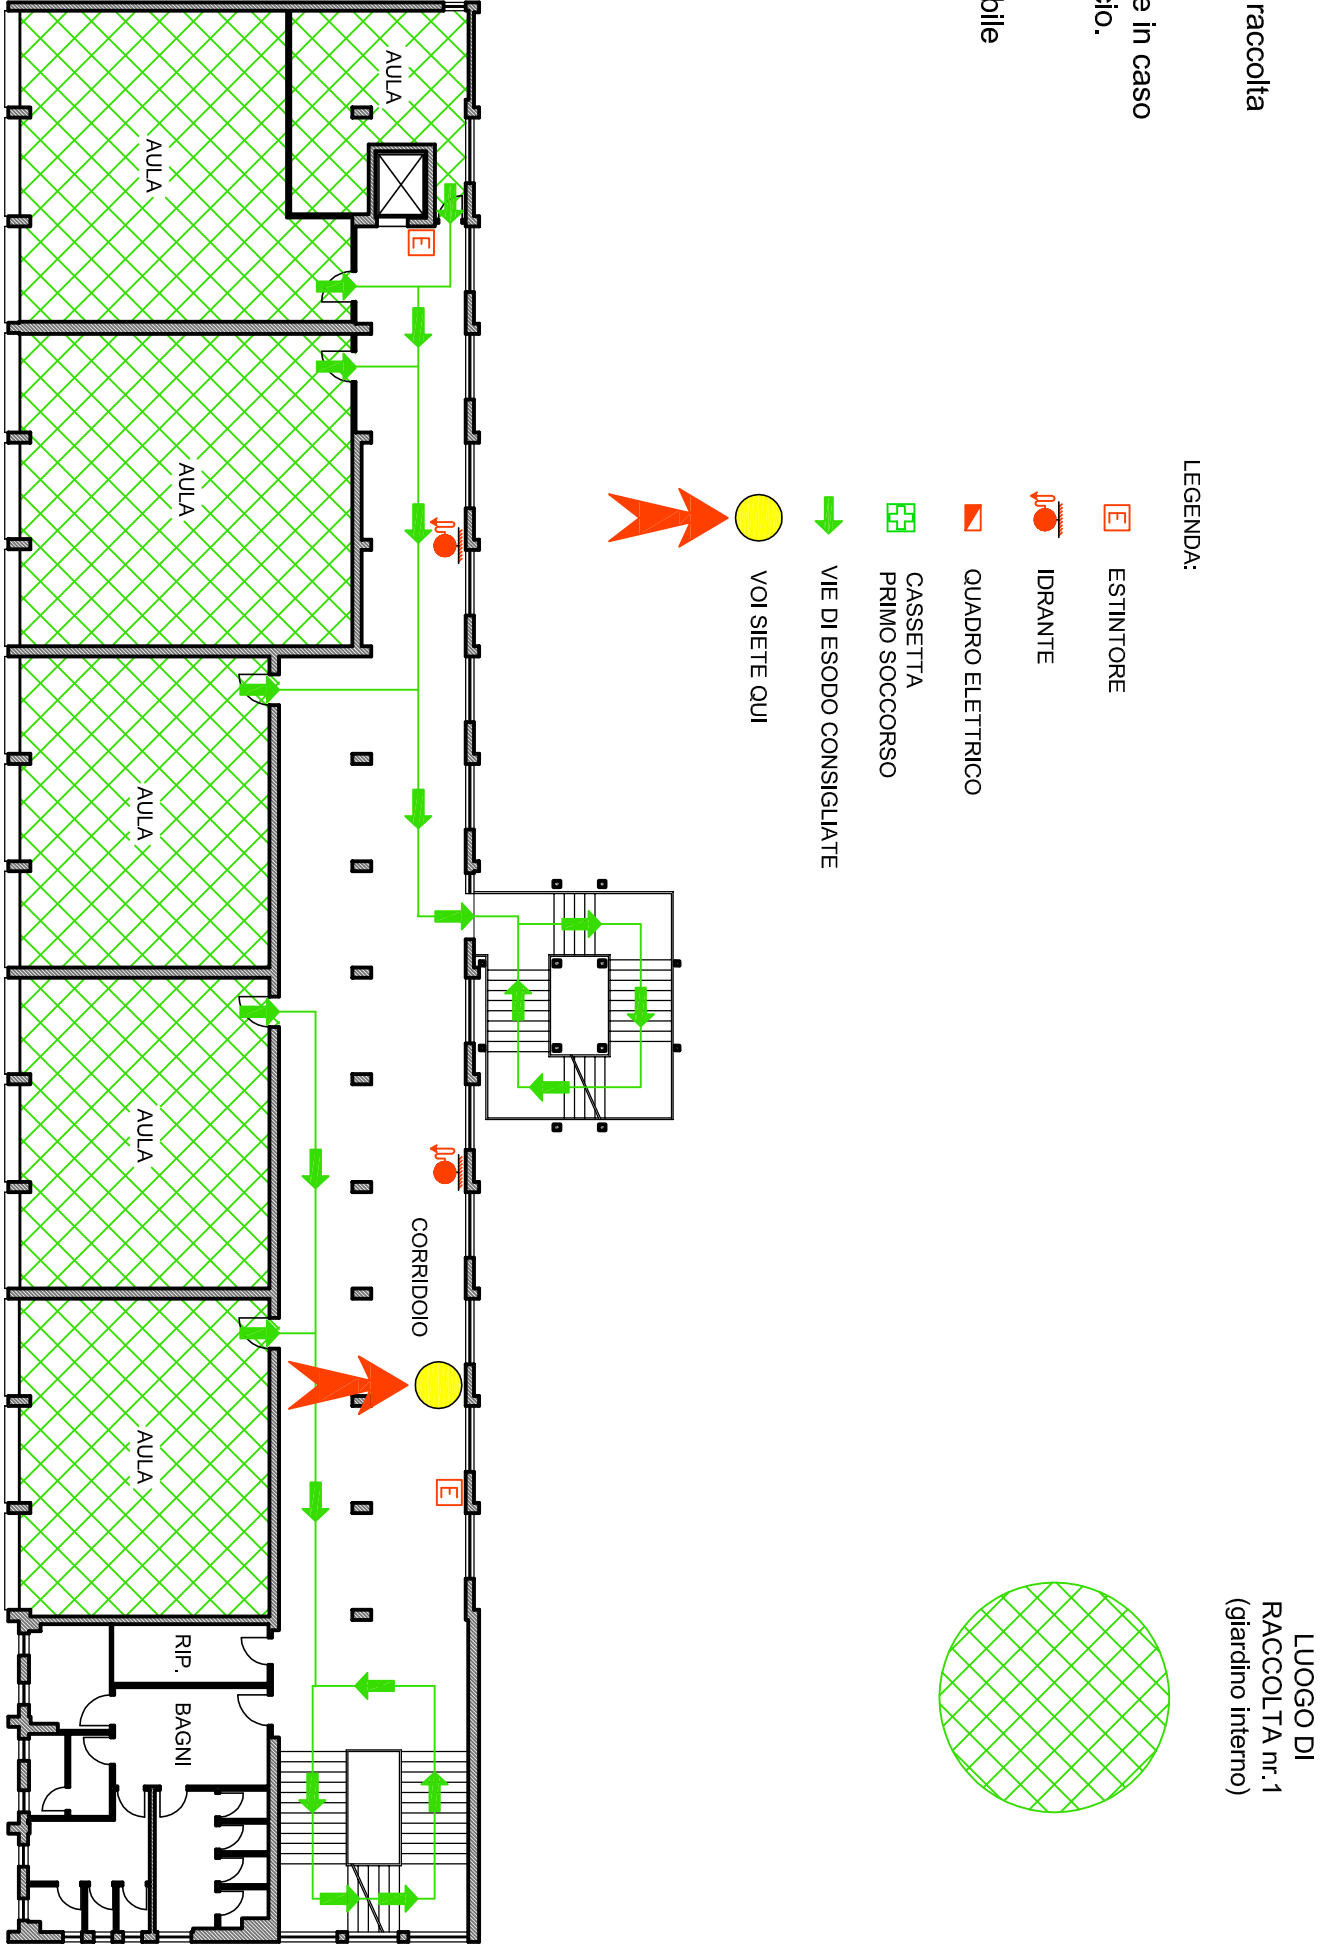 raccolta
e in caso
cio.
bile
LEGENDA:
E
ESTINTORE
IDRANTE
QUADRO ELETTRICO
CASSETTA
PRIMO SOCCORSO
VIE DI ESODO CONSIGLIATE
VOI SIETE QUI
LUOGO DI
RACCOLTA nr.1
(giardino interno)
AULA
E
AULA
AULA
AULA
AULA
AULA
CORRIDOIO
E
RIP.
BAGNI